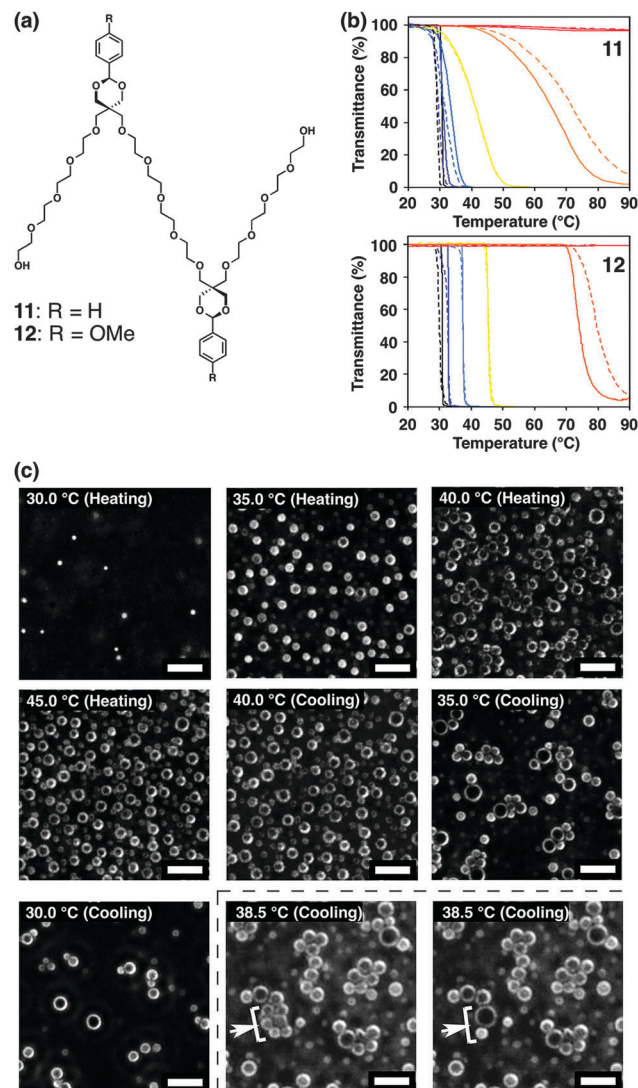 (a)
R
O O
O O
O O
O O
O O
O O
OH
OH
O O
O O
R
11: R = H
12: R = OMe
(b)
Transmittance (%)
100
80
60
40
20
0
11
20 30 40 50 60 70 80 90
Temperature (°C)
Transmittance (%)
100
80
60
40
20
0
12
20 30 40 50 60 70 80 90
Temperature (°C)
(c)
30.0 °C (Heating)
35.0 °C (Heating)
40.0 °C (Heating)
45.0 °C (Heating)
40.0 °C (Cooling)
35.0 °C (Cooling)
30.0 °C (Cooling)
38.5 °C (Cooling)
38.5 °C (Cooling)